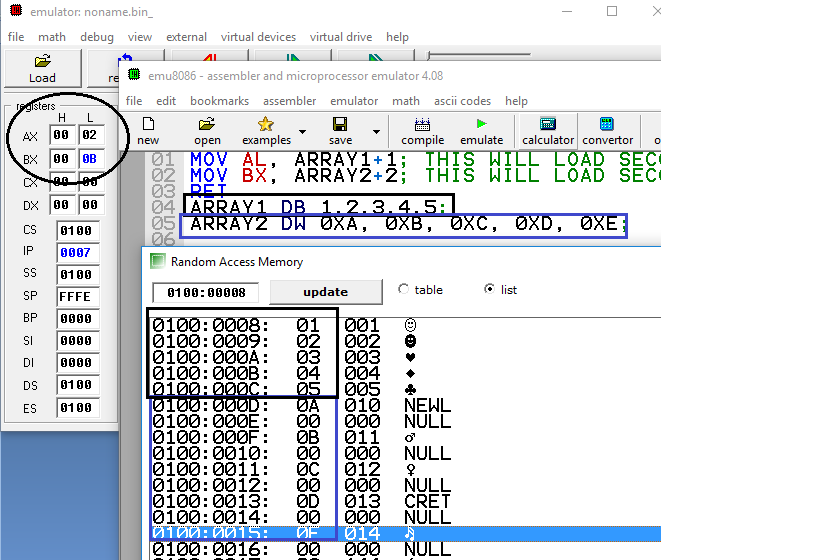 emulator: noname.bin_
file math debug view external virtual devices virtual drive help
Load
emu8086 - assembler and microprocessor emulator 4.08
file edit bookmarks assembler emulator math ascii codes help
new open examples save compile emulate calculator convertor
registers
H L
AX 00 02
BX 00 0B
CX 00 00
DX 00 00
CS 0100
IP 0007
SS 0100
SP FFFE
BP 0000
SI 0000
DI 0000
DS 0100
ES 0100
01 MOV AL, ARRAY1+1; THIS WILL LOAD SEC
02 MOV BX, ARRAY2+2; THIS WILL LOAD SEC
03 RET
04 ARRAY1 DB 1,2,3,4,5;
05 ARRAY2 DW 0XA, 0XB, 0XC, 0XD, 0XE;
06
Random Access Memory
0100:00008 update table list
0100:0008: 01 001 ☺
0100:0009: 02 002 ☻
0100:000A: 03 003 ♥
0100:000B: 04 004 ♦
0100:000C: 05 005 ♣
0100:000D: 0A 010 NEWL
0100:000E: 00 000 NULL
0100:000F: 0B 011 ♂
0100:0010: 00 000 NULL
0100:0011: 0C 012 ♀
0100:0012: 00 000 NULL
0100:0013: 0D 013 CRET
0100:0014: 00 000 NULL
0100:0015: 0E 014 ♪
0100:0016: 00 000 NULL